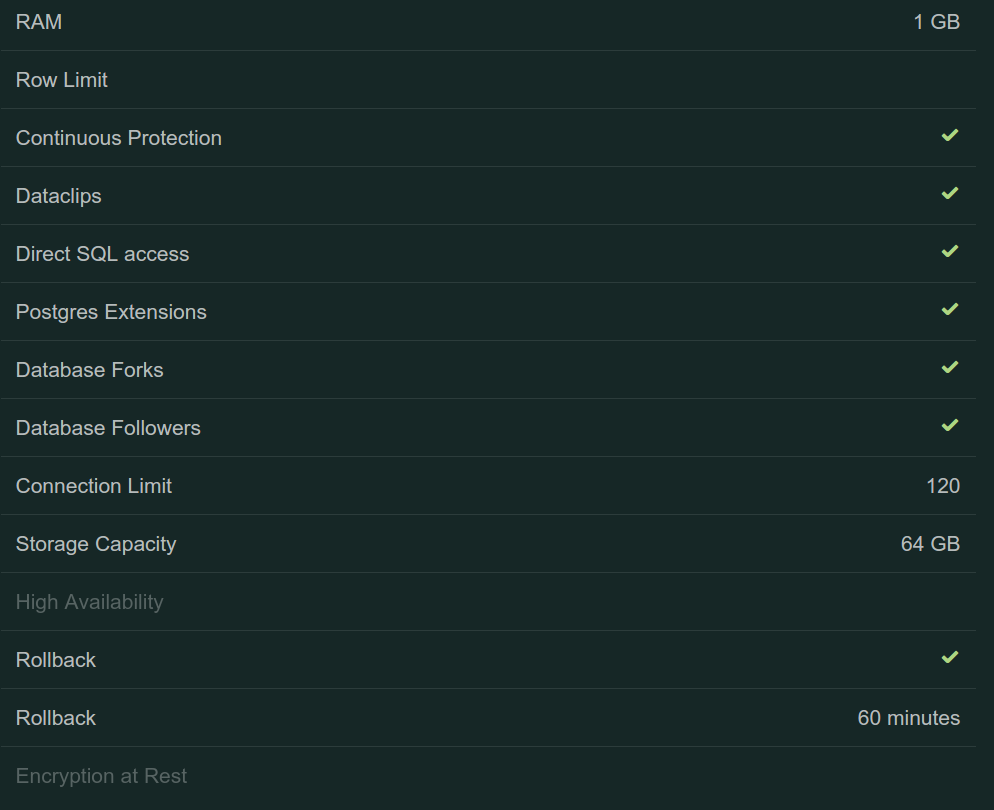 RAM 1 GB
Row Limit
Continuous Protection
Dataclips
Direct SQL access
Postgres Extensions
Database Forks
Database Followers
Connection Limit 120
Storage Capacity 64 GB
High Availability
Rollback
Rollback 60 minutes
Encryption at Rest